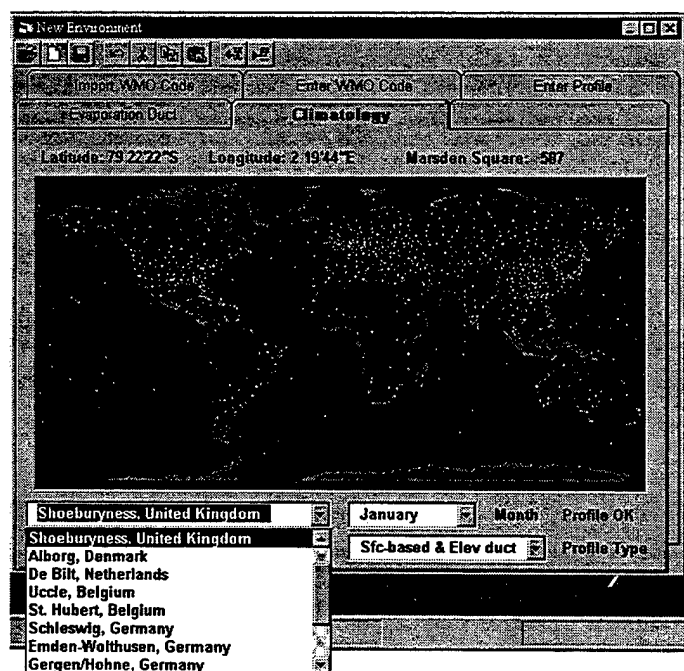 New Environment
Import WMO Code Enter WMO Code Enter Profile
Evaporation Duct Climatology
Latitude: 79 22'22"S Longitude: 2 19'44"E Marsden Square: 587
Shoeburyness, United Kingdom January Month Profile OK
Shoeburyness, United Kingdom Sfc-based & Elev duct Profile Type
Alborg, Denmark
De Bilt, Netherlands
Uccle, Belgium
St. Hubert, Belgium
Schleswig, Germany
Emden-Wolthusen, Germany
Gergen/Hohne, Germany